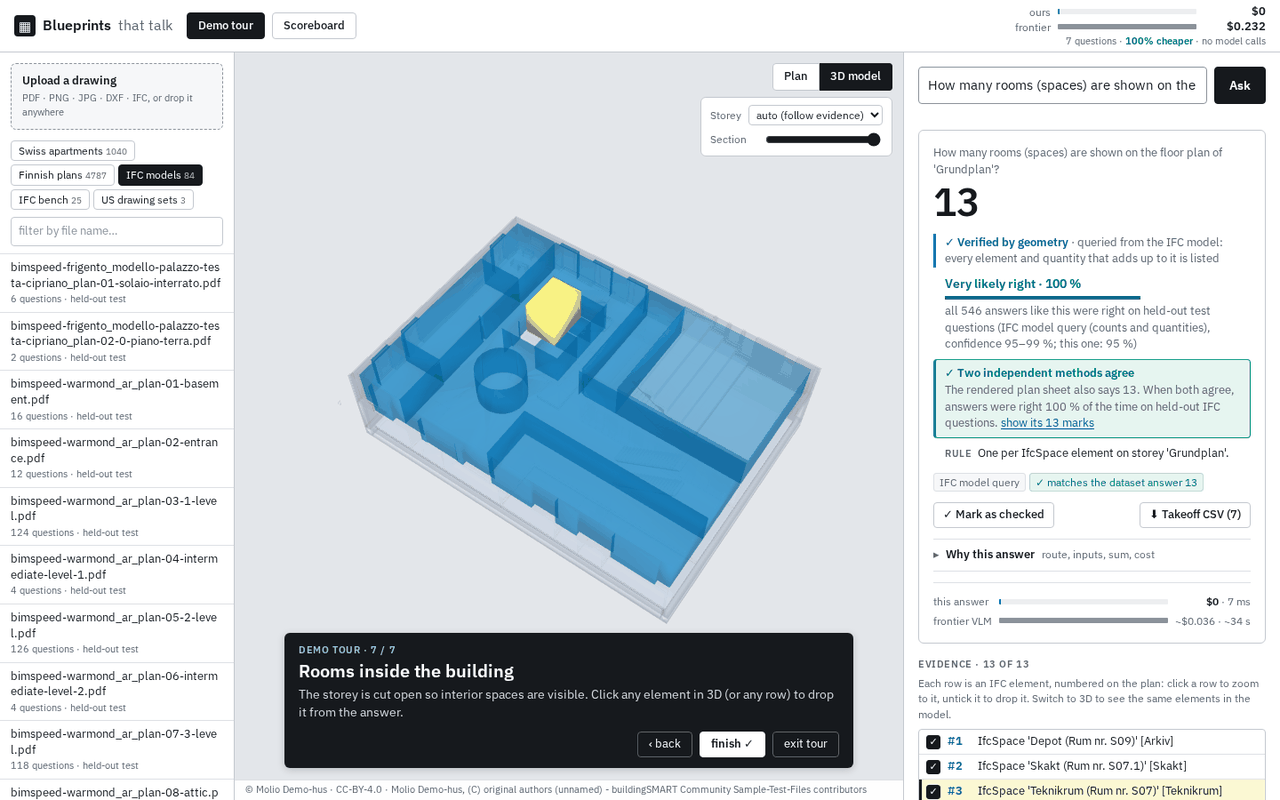 Blueprints that talk
Demo tour
Scoreboard
ours $0
frontier $0.232
7 questions · 100% cheaper · no model calls
Upload a drawing
PDF · PNG · JPG · DXF · IFC, or drop it
anywhere
Swiss apartments 1040
Finnish plans 4787
IFC models 84
IFC bench 25
US drawing sets 3
filter by file name...
bimspeed-frigento_modello-palazzo-tes
ta-cipriano_plan-01-solaio-interrato.pdf
6 questions · held-out test
bimspeed-frigento_modello-palazzo-tes
ta-cipriano_plan-02-0-piano-terra.pdf
2 questions · held-out test
bimspeed-warmond_ar_plan-01-basem
ent.pdf
16 questions · held-out test
bimspeed-warmond_ar_plan-02-entran
ce.pdf
12 questions · held-out test
bimspeed-warmond_ar_plan-03-1-leve
l.pdf
124 questions · held-out test
bimspeed-warmond_ar_plan-04-interm
ediate-level-1.pdf
4 questions · held-out test
bimspeed-warmond_ar_plan-05-2-leve
l.pdf
126 questions · held-out test
bimspeed-warmond_ar_plan-06-interm
ediate-level-2.pdf
4 questions · held-out test
bimspeed-warmond_ar_plan-07-3-leve
l.pdf
118 questions · held-out test
bimspeed-warmond_ar_plan-08-attic.p
Plan
3D model
Storey auto (follow evidence)
Section
DEMO TOUR · 7 / 7
Rooms inside the building
The storey is cut open so interior spaces are visible. Click any element in 3D (or any row) to drop
it from the answer.
‹ back
finish ✓
exit tour
© Molio Demo-hus · CC-BY-4.0 · Molio Demo-hus, (C) original authors (unnamed) - buildingSMART Community Sample-Test-Files contributors
How many rooms (spaces) are shown on the
Ask
How many rooms (spaces) are shown on the floor plan of
'Grundplan'?
13
✓ Verified by geometry · queried from the IFC model:
every element and quantity that adds up to it is listed
Very likely right · 100 %
all 546 answers like this were right on held-out test
questions (IFC model query (counts and quantities),
confidence 95–99 %; this one: 95 %)
✓ Two independent methods agree
The rendered plan sheet also says 13. When both agree,
answers were right 100 % of the time on held-out IFC
questions. show its 13 marks
RULE One per IfcSpace element on storey 'Grundplan'.
IFC model query
✓ matches the dataset answer 13
✓ Mark as checked
⬇ Takeoff CSV (7)
▸ Why this answer route, inputs, sum, cost
this answer $0 · 7 ms
frontier VLM ~$0.036 · ~34 s
EVIDENCE · 13 OF 13
Each row is an IFC element, numbered on the plan: click a row to zoom
to it, untick it to drop it. Switch to 3D to see the same elements in the
model.
✓ #1 IfcSpace 'Depot (Rum nr. S09)' [Arkiv]
✓ #2 IfcSpace 'Skakt (Rum nr. S07.1)' [Skakt]
✓ #3 IfcSpace 'Teknikrum (Rum nr. S07)' [Teknikrum]